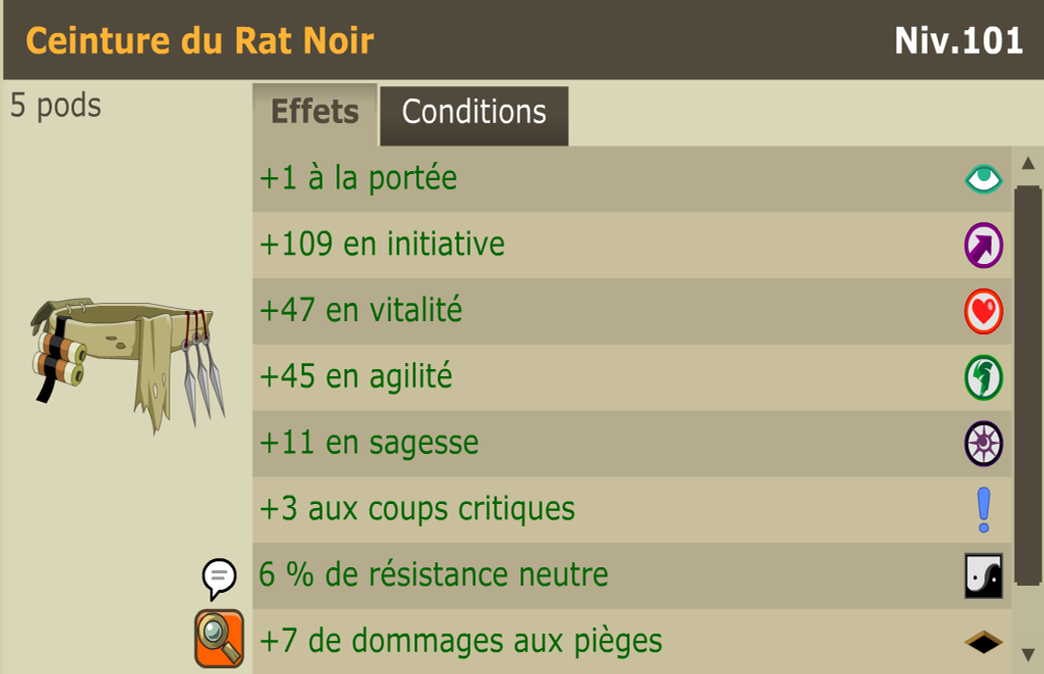 Ceinture du Rat Noir
Niv.101
5 pods
Effets
Conditions
+1 à la portée
+109 en initiative
+47 en vitalité
+45 en agilité
+11 en sagesse
+3 aux coups critiques
6 % de résistance neutre
+7 de dommages aux pièges